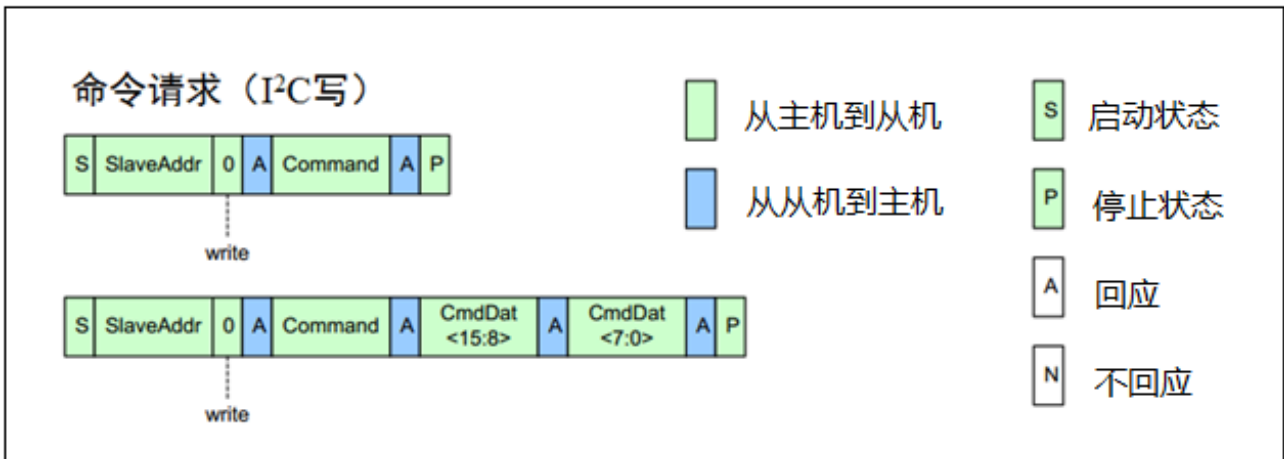 命令请求（I²C写）
S SlaveAddr 0 A Command A P
write
S SlaveAddr 0 A Command A CmdDat <15:8> A CmdDat <7:0> A P
write
从主机到从机
从从机到主机
S 启动状态
P 停止状态
A 回应
N 不回应